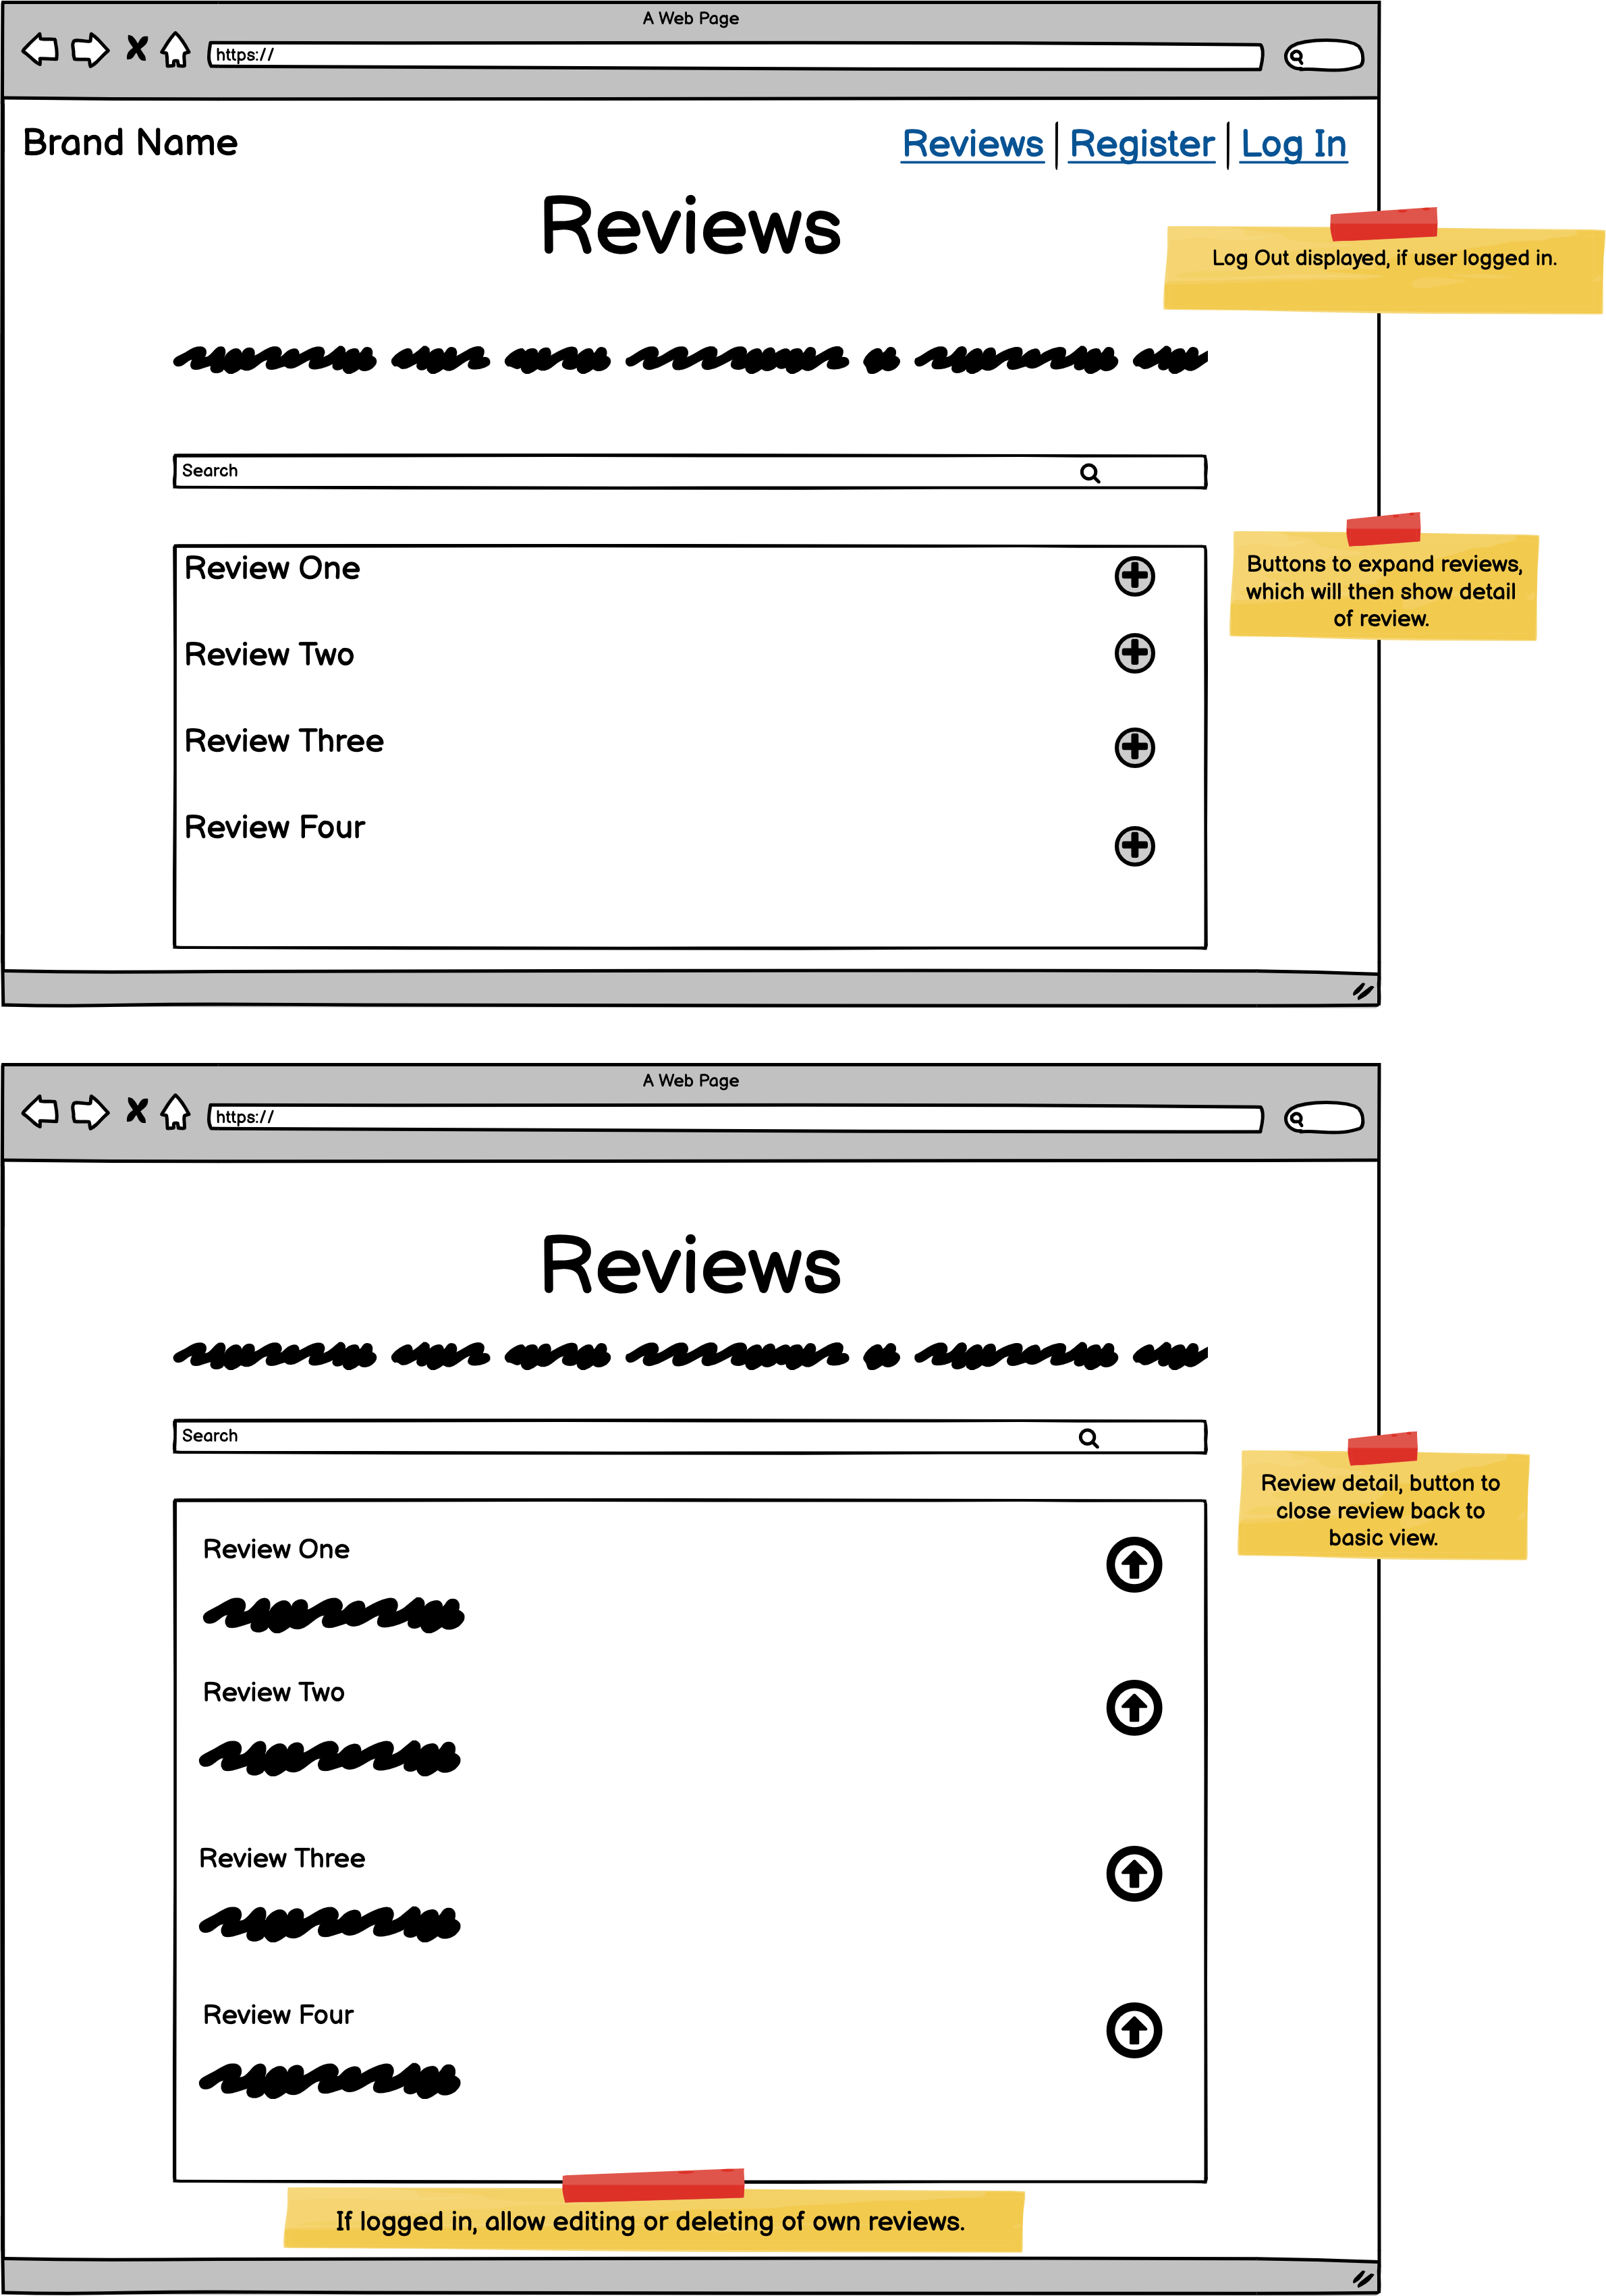 A Web Page
https://
Brand Name
Reviews | Register | Log In
Reviews
Log Out displayed, if user logged in.
Search
Buttons to expand reviews,
which will then show detail
of review.
Review One
Review Two
Review Three
Review Four
A Web Page
https://
Reviews
Search
Review detail, button to
close review back to
basic view.
Review One
Review Two
Review Three
Review Four
If logged in, allow editing or deleting of own reviews.